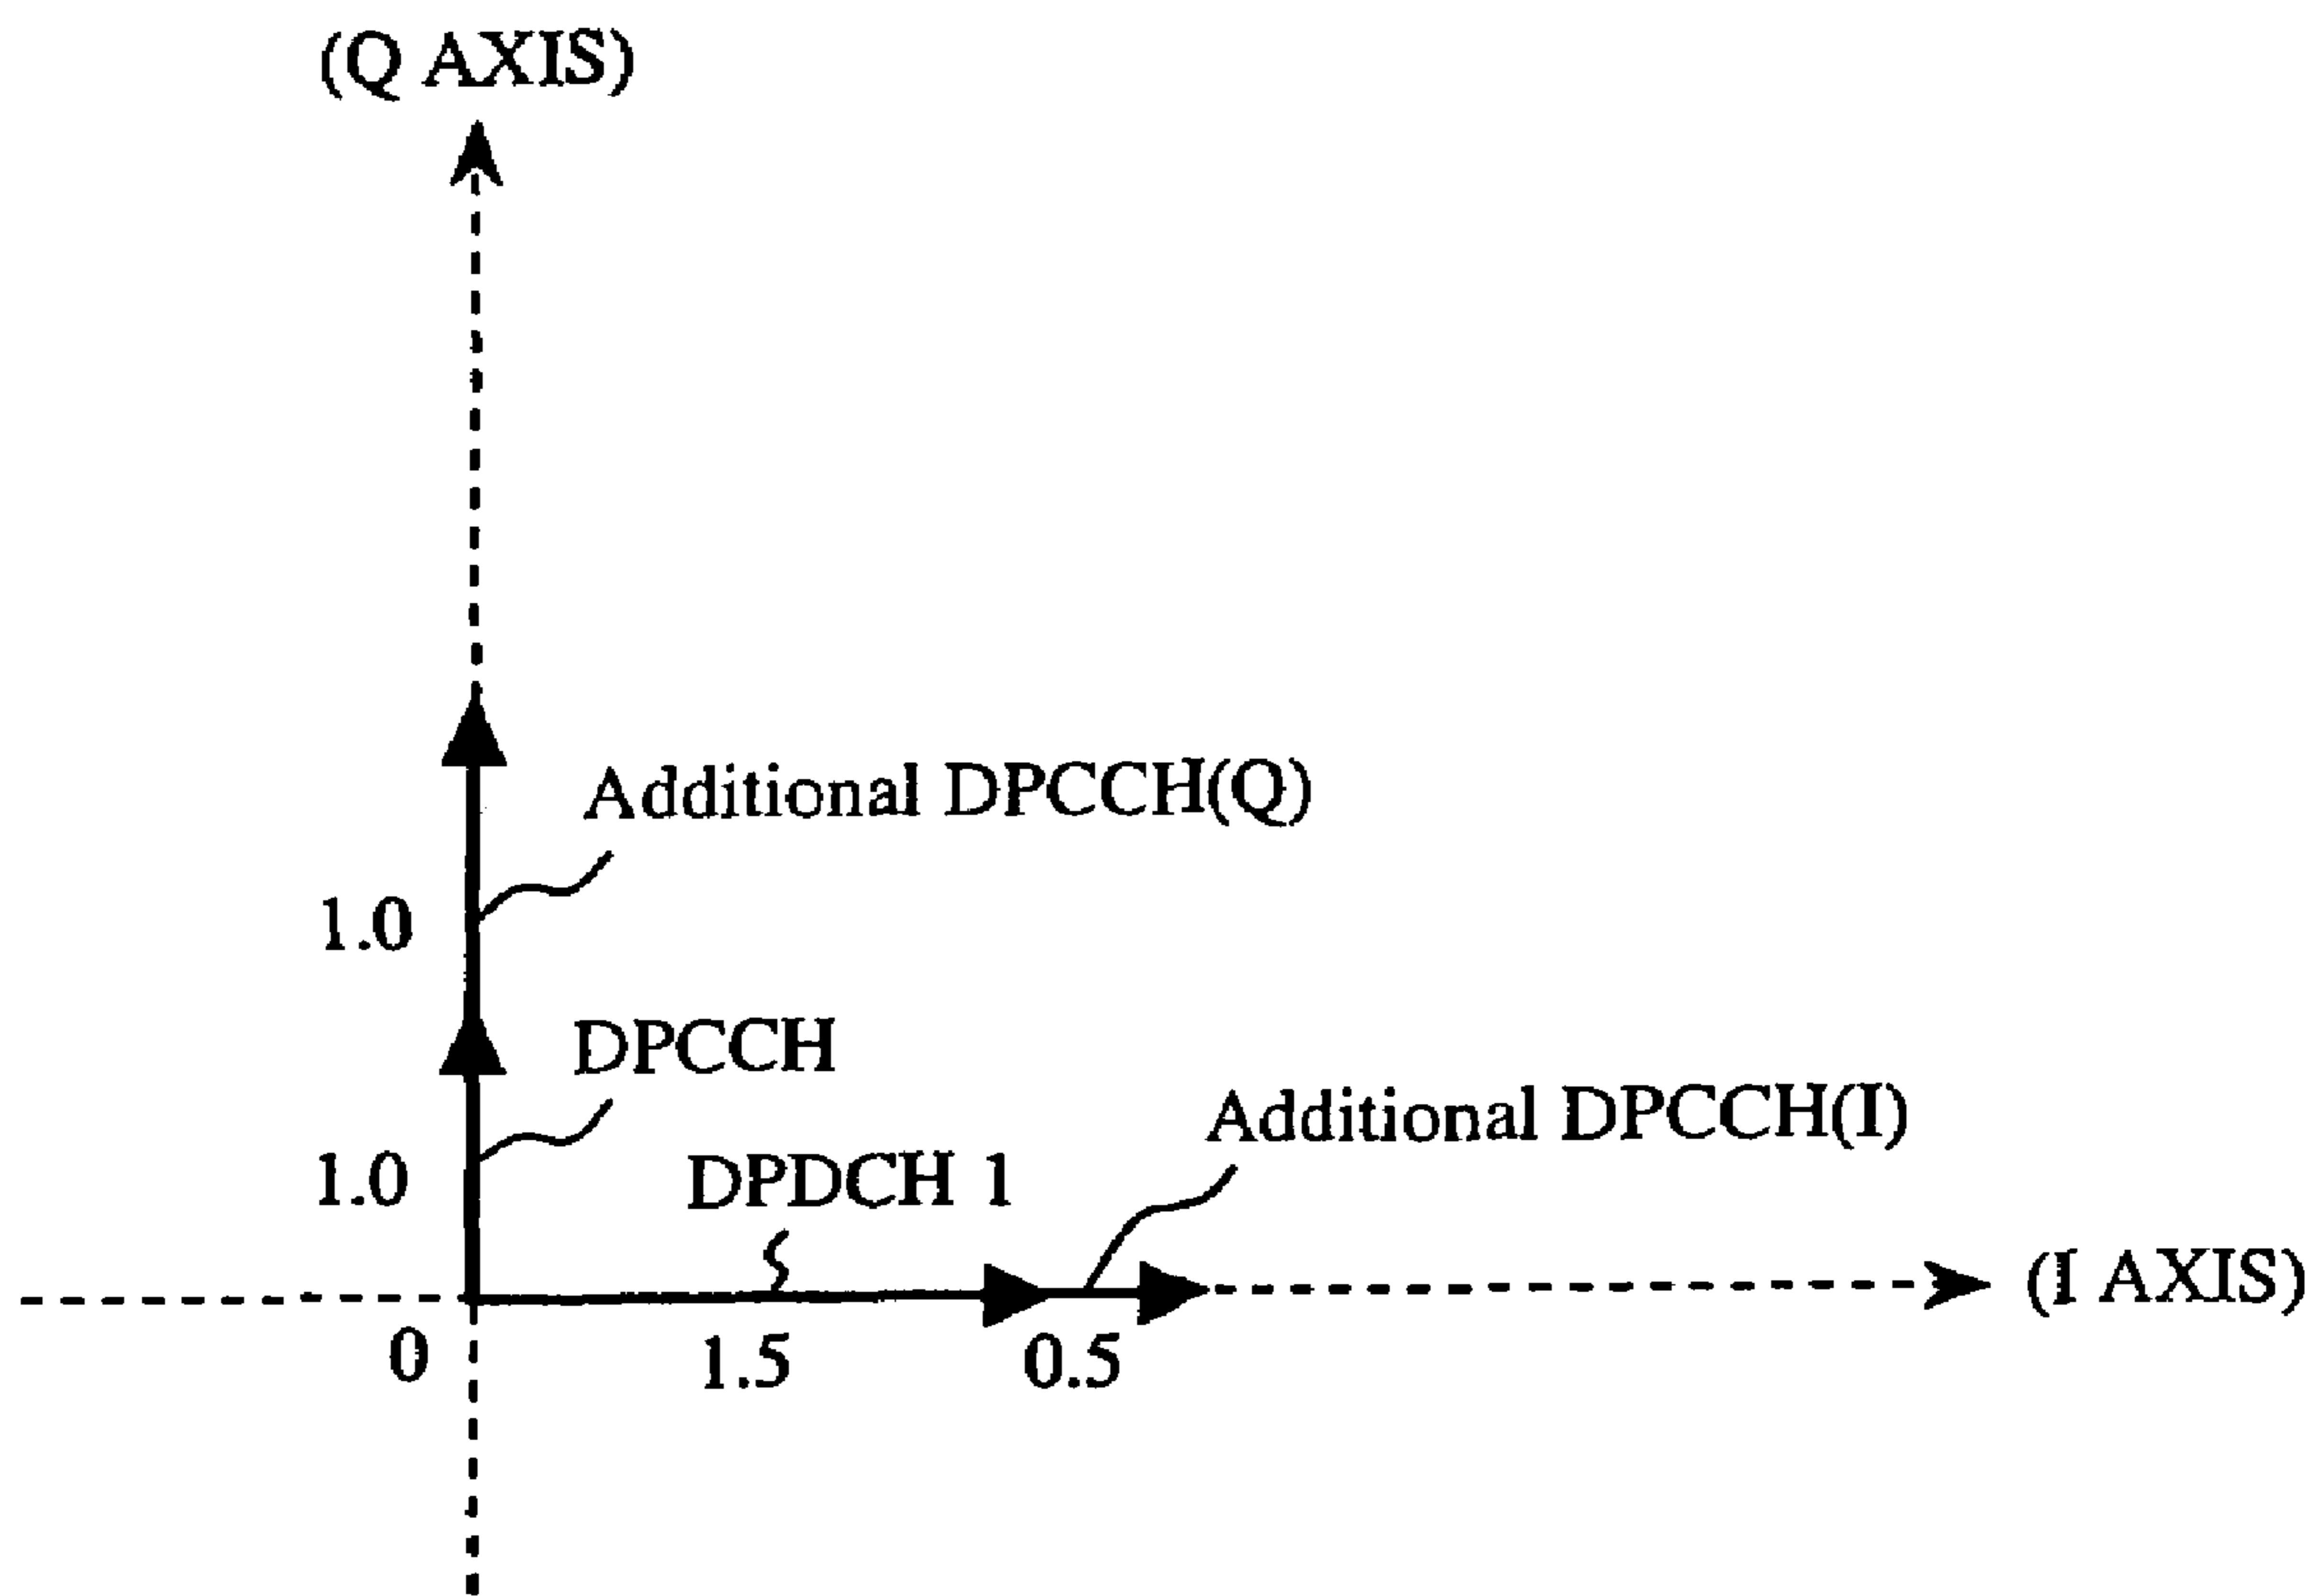 (Q AXIS)
Additional DPCCH(Q)
1.0
DPCCH
Additional DPCCH(I)
1.0
DPDCH 1
(I AXIS)
0
1.5
0.5